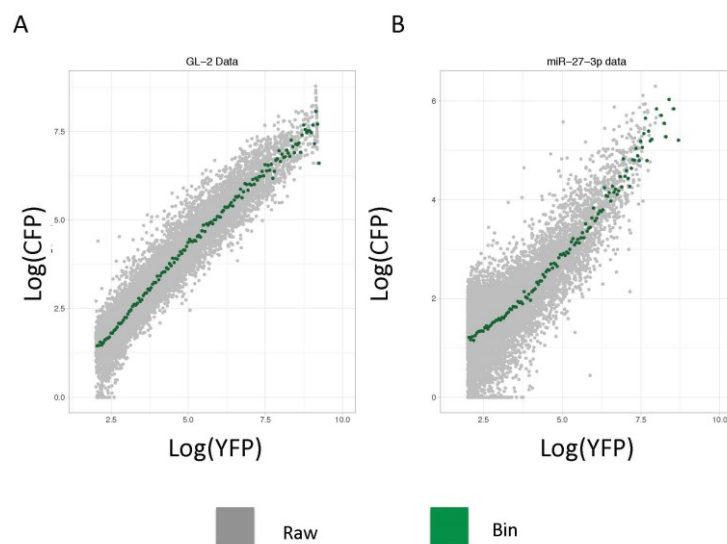 A
B
GL-2 Data
miR-27-3p data
Log(CFP)
7.5
5.0
2.5
0.0
2.5
5.0
7.5
10.0
Log(YFP)
Log(CFP)
6
4
2
0
2.5
5.0
7.5
10.0
Log(YFP)
Raw
Bin